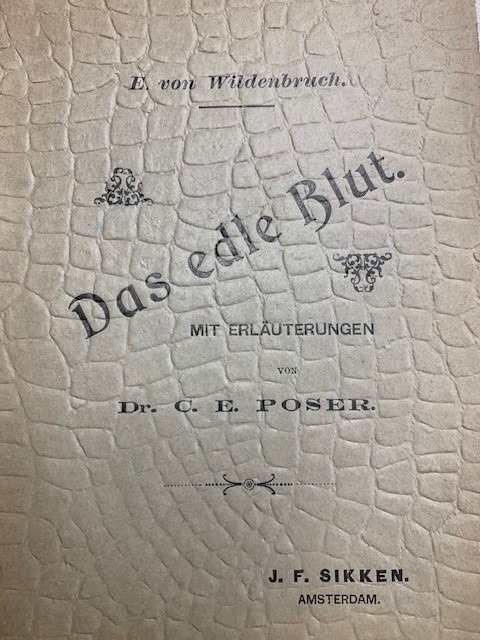 E. von Wildenbruch.
Das edle Blut.
MIT ERLÄUTERUNGEN
VON
Dr. C. E. POSER.
J. F. SIKKEN.
AMSTERDAM.